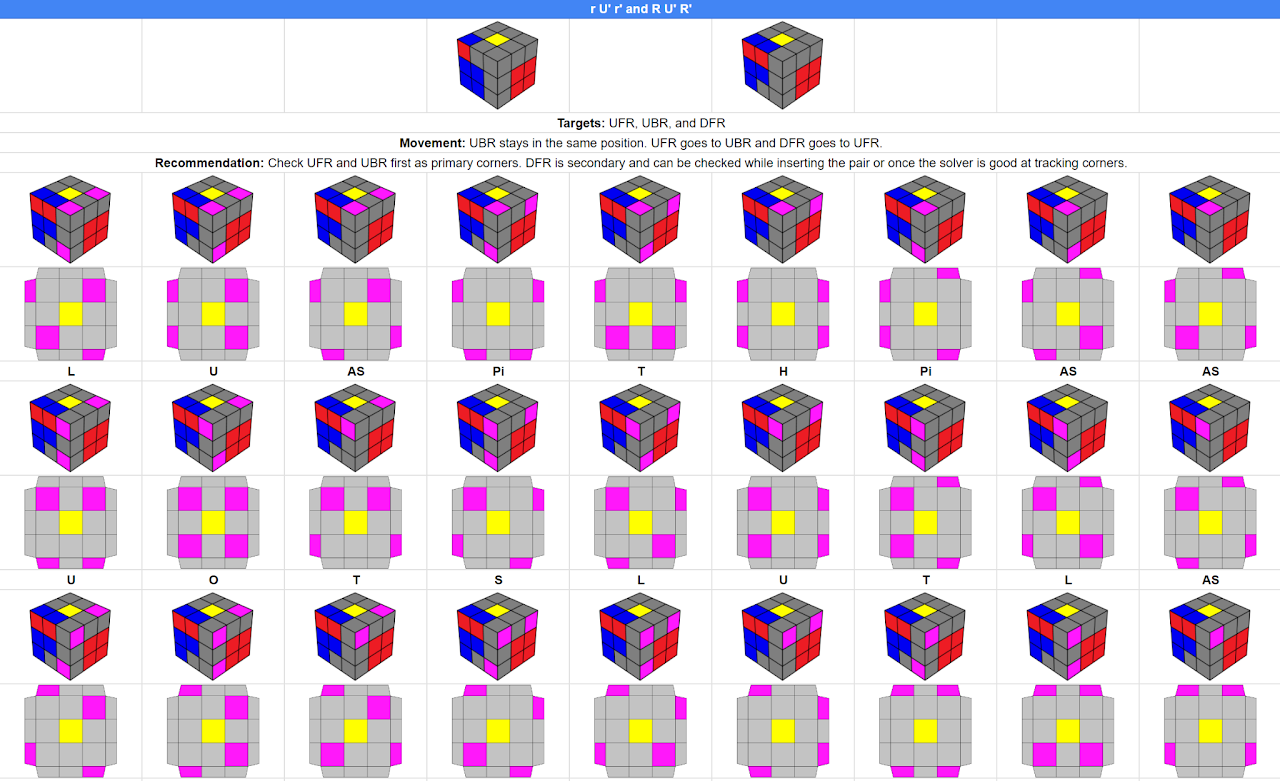 r U' r' and R U' R'
Targets: UFR, UBR, and DFR
Movement: UBR stays in the same position. UFR goes to UBR and DFR goes to UFR.
Recommendation: Check UFR and UBR first as primary corners. DFR is secondary and can be checked while inserting the pair or once the solver is good at tracking corners.
L U AS Pi T H Pi AS AS
U O T S L U T L AS